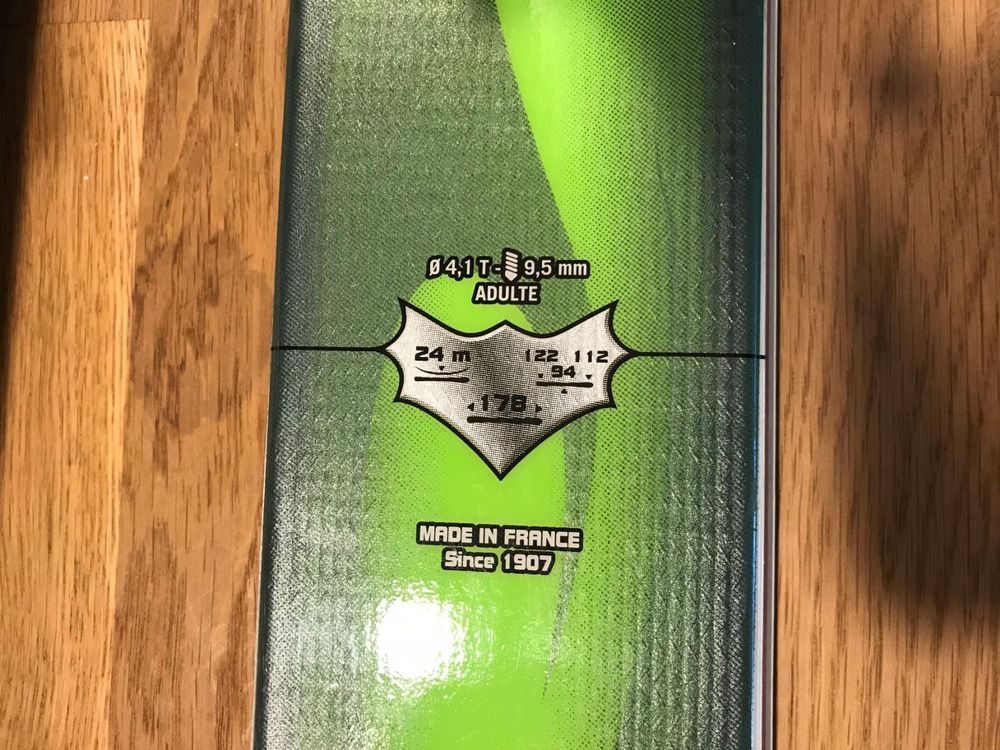 Ø 4,1 T - 9,5 mm
ADULTE
24 m 122 112
94
178
MADE IN FRANCE
Since 1907